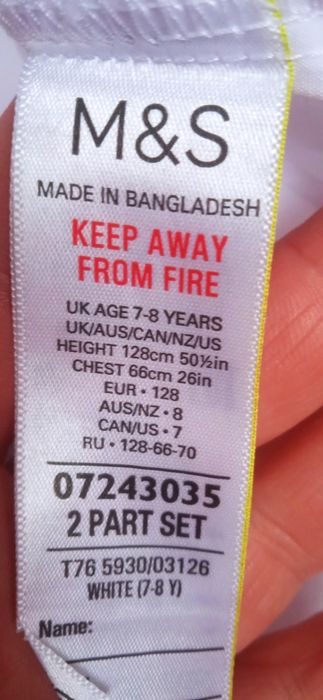 M&S
MADE IN BANGLADESH
KEEP AWAY
FROM FIRE
UK AGE 7-8 YEARS
UK/AUS/CAN/NZ/US
HEIGHT 128cm 50½in
CHEST 66cm 26in
EUR • 128
AUS/NZ • 8
CAN/US • 7
RU • 128-66-70
07243035
2 PART SET
T76 5930/03126
WHITE (7-8 Y)
Name: